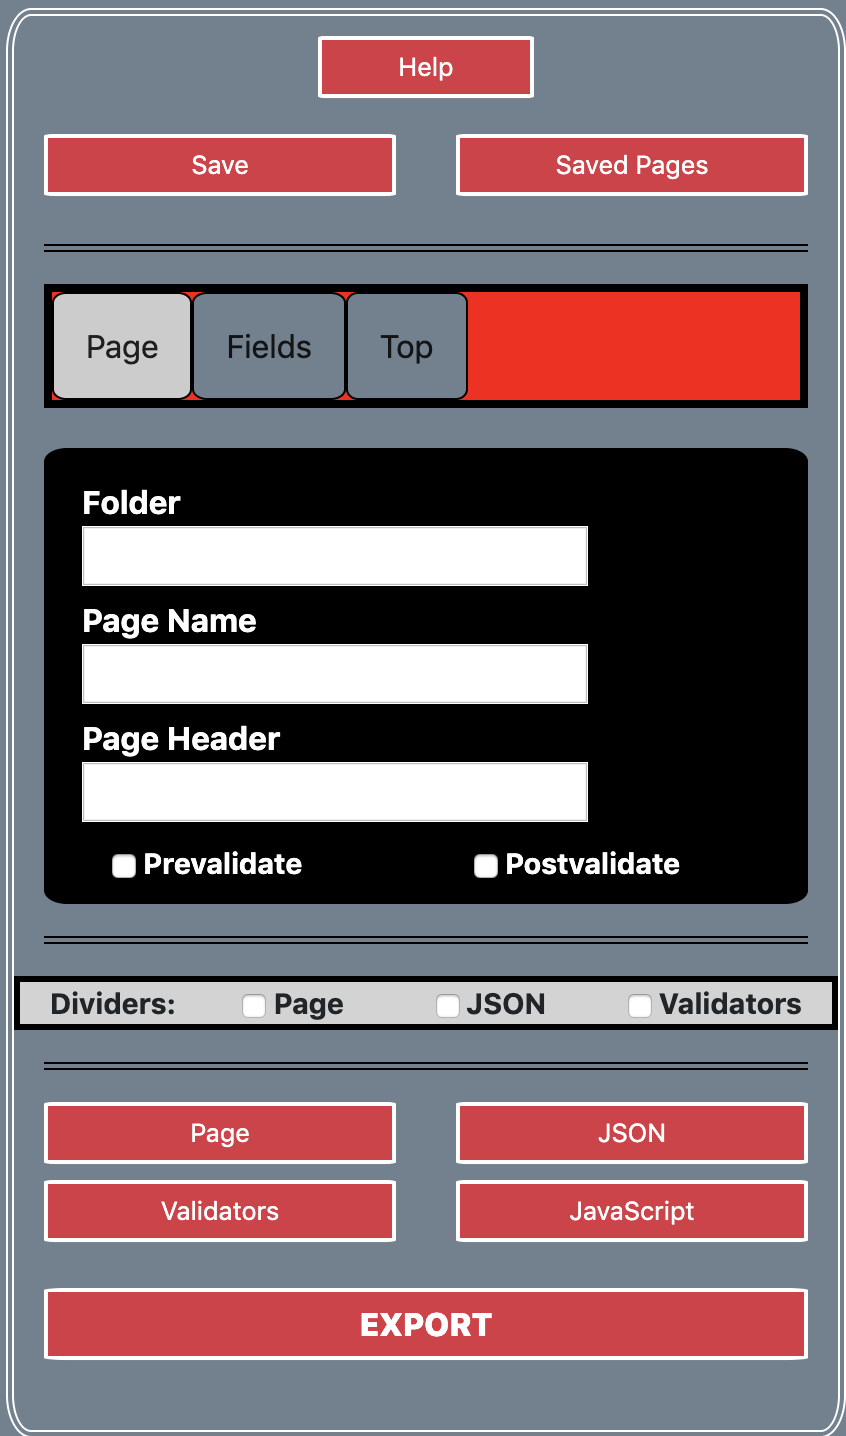 Help
Save Saved Pages
Page Fields Top
Folder
Page Name
Page Header
Prevalidate Postvalidate
Dividers: Page JSON Validators
Page JSON
Validators JavaScript
EXPORT